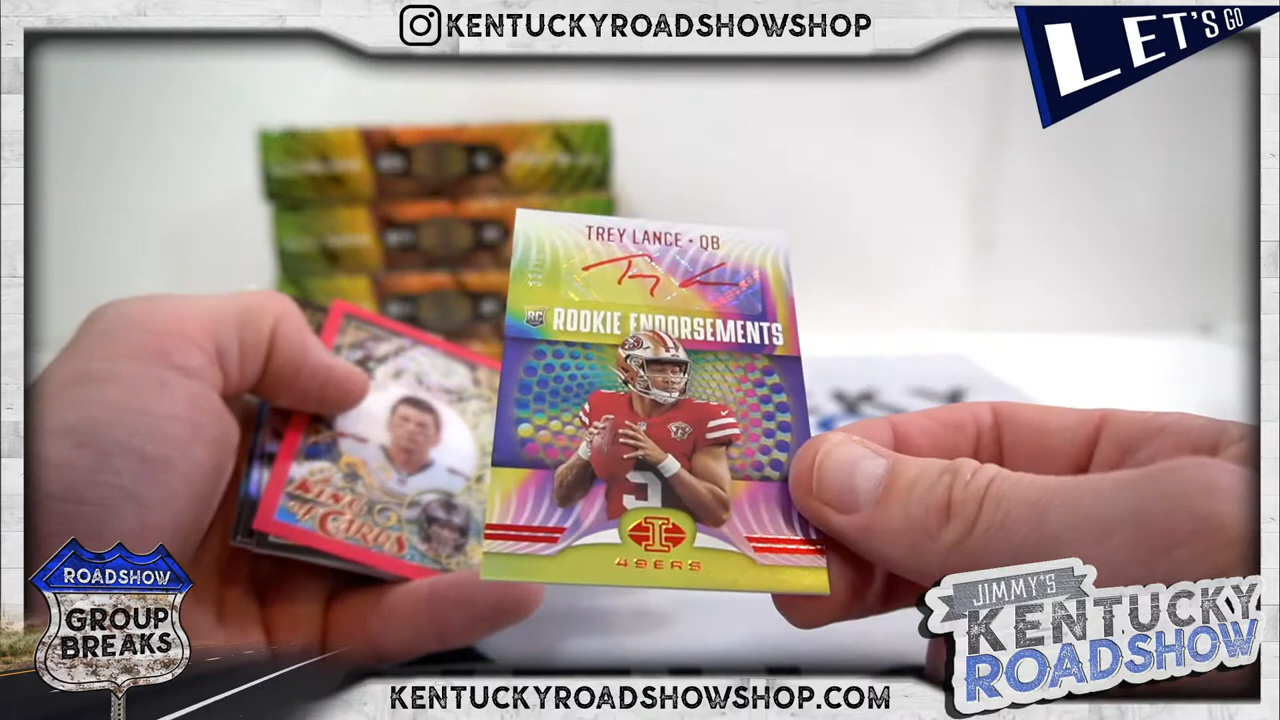 KENTUCKYROADSHOWSHOP
LET'S GO
TREY LANCE • QB
RC
ROOKIE ENDORSEMENTS
5
I
49ERS
KING
OF CARDS
ROADSHOW
GROUP
BREAKS
JIMMY'S
KENTUCKY
ROADSHOW
KENTUCKYROADSHOWSHOP.COM